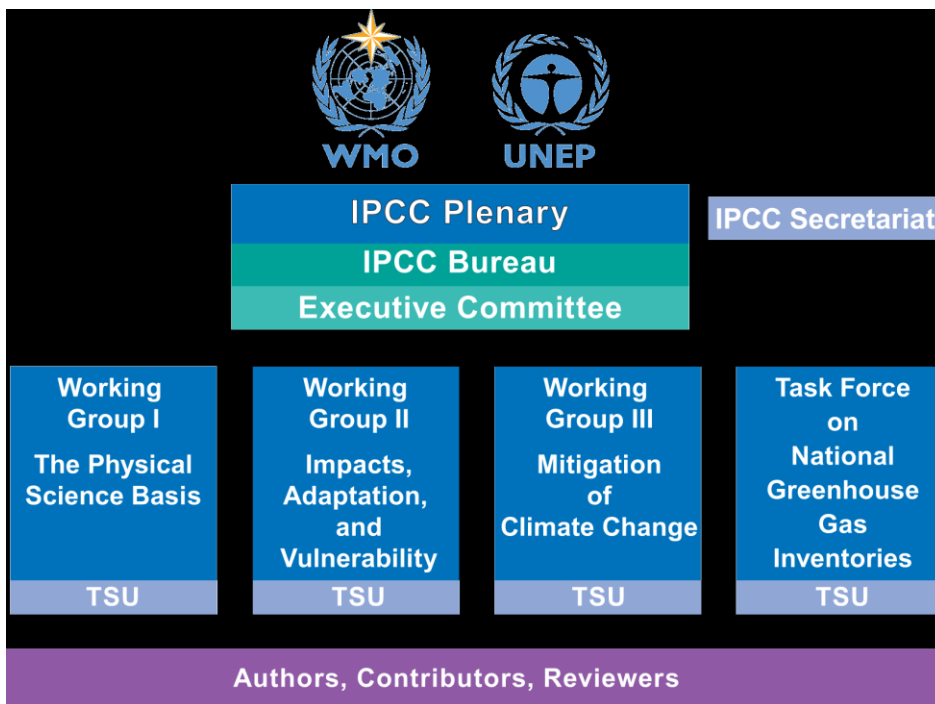 WMO
UNEP
IPCC Plenary
IPCC Secretariat
IPCC Bureau
Executive Committee
Working
Group I
The Physical
Science Basis
TSU
Working
Group II
Impacts,
Adaptation,
and
Vulnerability
TSU
Working
Group III
Mitigation
of
Climate Change
TSU
Task Force
on
National
Greenhouse
Gas
Inventories
TSU
Authors, Contributors, Reviewers